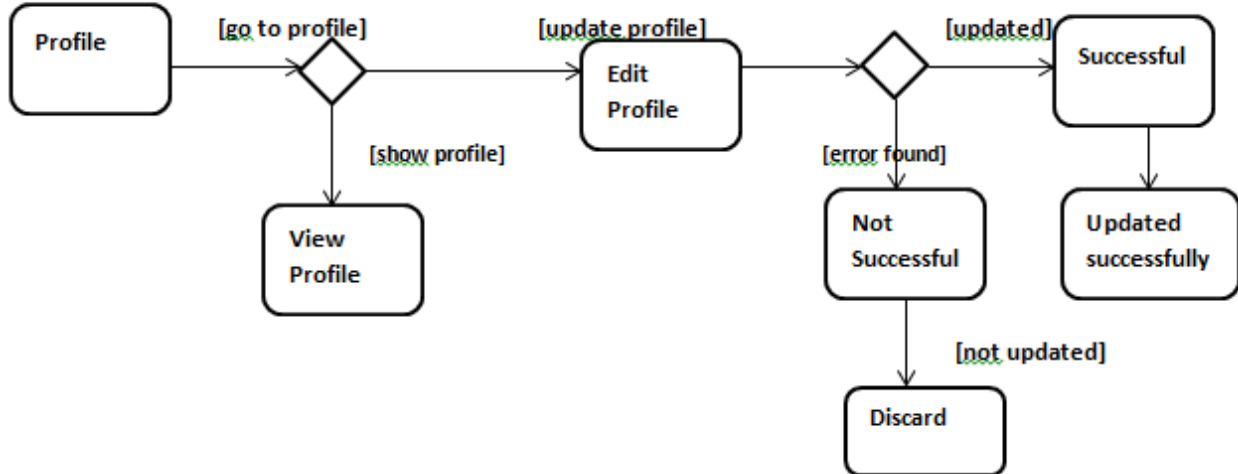 [go to profile]
[update profile]
[updated]
Profile
Successful
Edit
Profile
[show profile]
[error found]
View
Profile
Not
Successful
Updated
successfully
[not updated]
Discard